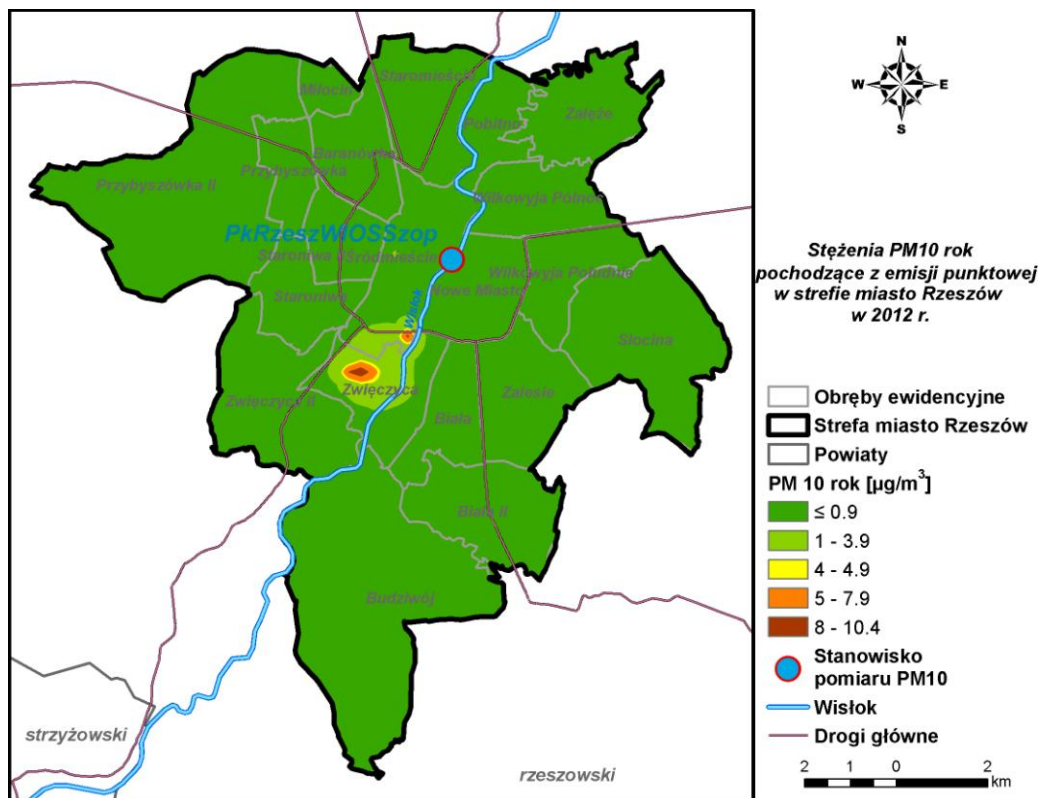 Staromieście
Miłocin
Pobitno
Załęże
Baranówka
Przybyszówka
Przybyszówka II
Wilkowyja Północ
PkRzeszWIOSSzop
Staroniwa
Śródmieście
Wilkowyja Południe
Staroniwa
Nowe Miasto
Wisłok
Słocina
Zwięczyca
Zwięczyca II
Zalesie
Biała
Biała II
Budziwój
strzyżowski
rzeszowski
N
W E
S
Stężenia PM10 rok
pochodzące z emisji punktowej
w strefie miasto Rzeszów
w 2012 r.
Obręby ewidencyjne
Strefa miasto Rzeszów
Powiaty
PM 10 rok [µg/m³]
≤ 0.9
1 - 3.9
4 - 4.9
5 - 7.9
8 - 10.4
Stanowisko
pomiaru PM10
Wisłok
Drogi główne
2 1 0 2
km